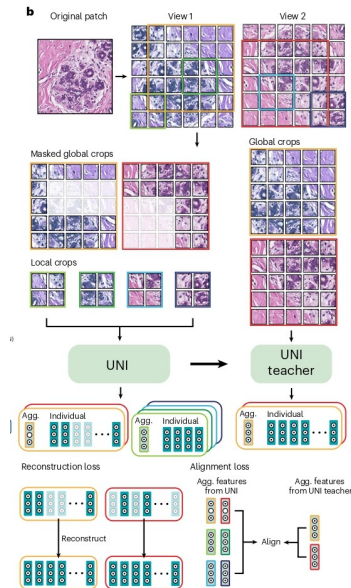 b
Original patch
View 1
View 2
Masked global crops
Global crops
Local crops
UNI
UNI
teacher
Agg. Individual
Agg. Individual
Agg. Individual
Reconstruction loss
Alignment loss
Agg. features
from UNI
Agg. features
from UNI teacher
Reconstruct
Align